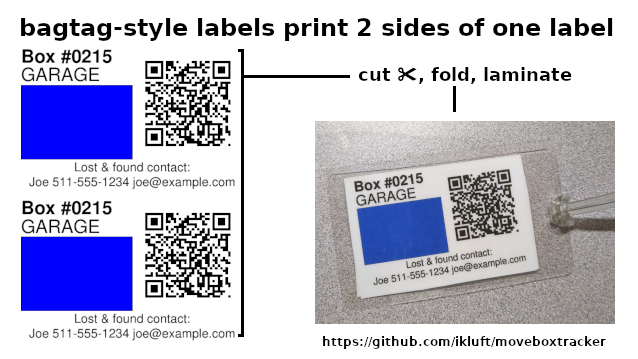 bagtag-style labels print 2 sides of one label
Box #0215
GARAGE
Lost & found contact:
Joe 511-555-1234 joe@example.com
Box #0215
GARAGE
Lost & found contact:
Joe 511-555-1234 joe@example.com
cut ✂, fold, laminate
Box #0215
GARAGE
Lost & found contact:
Joe 511-555-1234 joe@example.com
https://github.com/ikluft/moveboxtracker